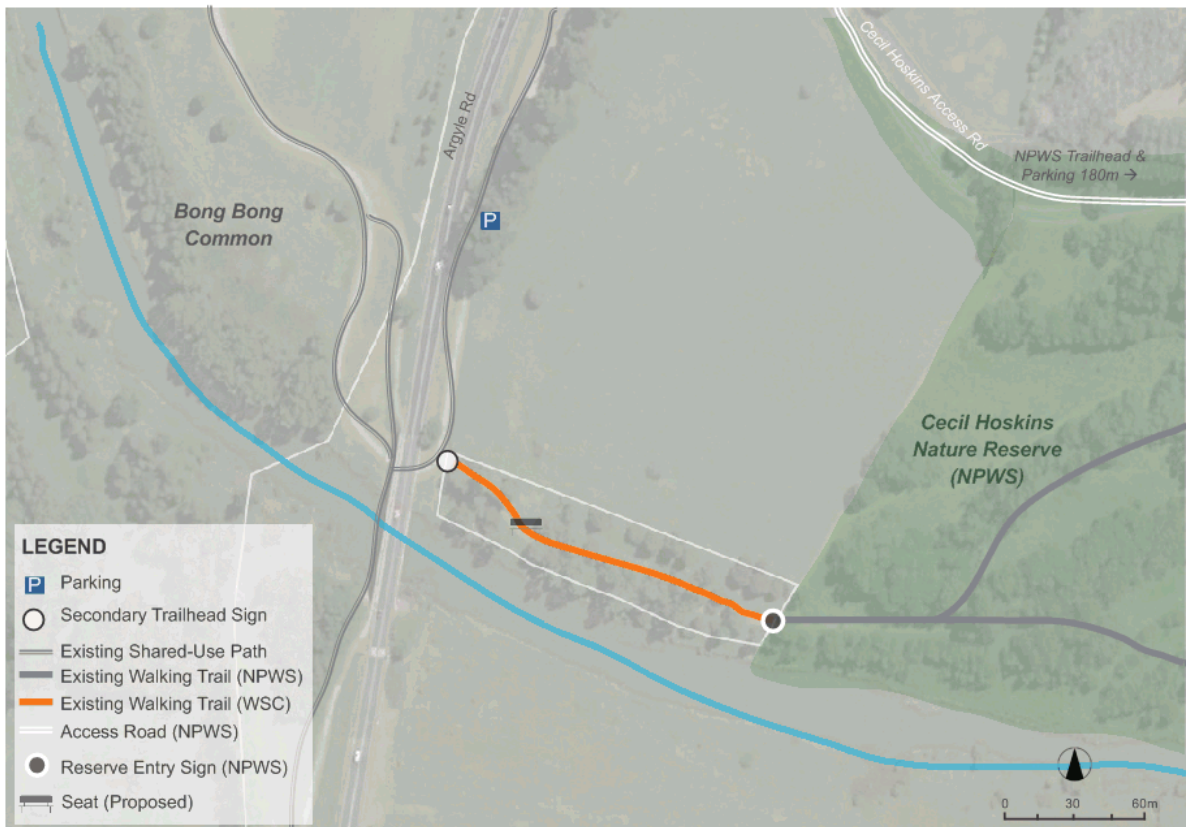 Cecil Hoskins Access Rd
Argyle Rd
NPWS Trailhead &
Parking 180m →
Bong Bong
Common
P
Cecil Hoskins
Nature Reserve
(NPWS)
LEGEND
P Parking
Secondary Trailhead Sign
Existing Shared-Use Path
Existing Walking Trail (NPWS)
Existing Walking Trail (WSC)
Access Road (NPWS)
Reserve Entry Sign (NPWS)
Seat (Proposed)
0 30 60m